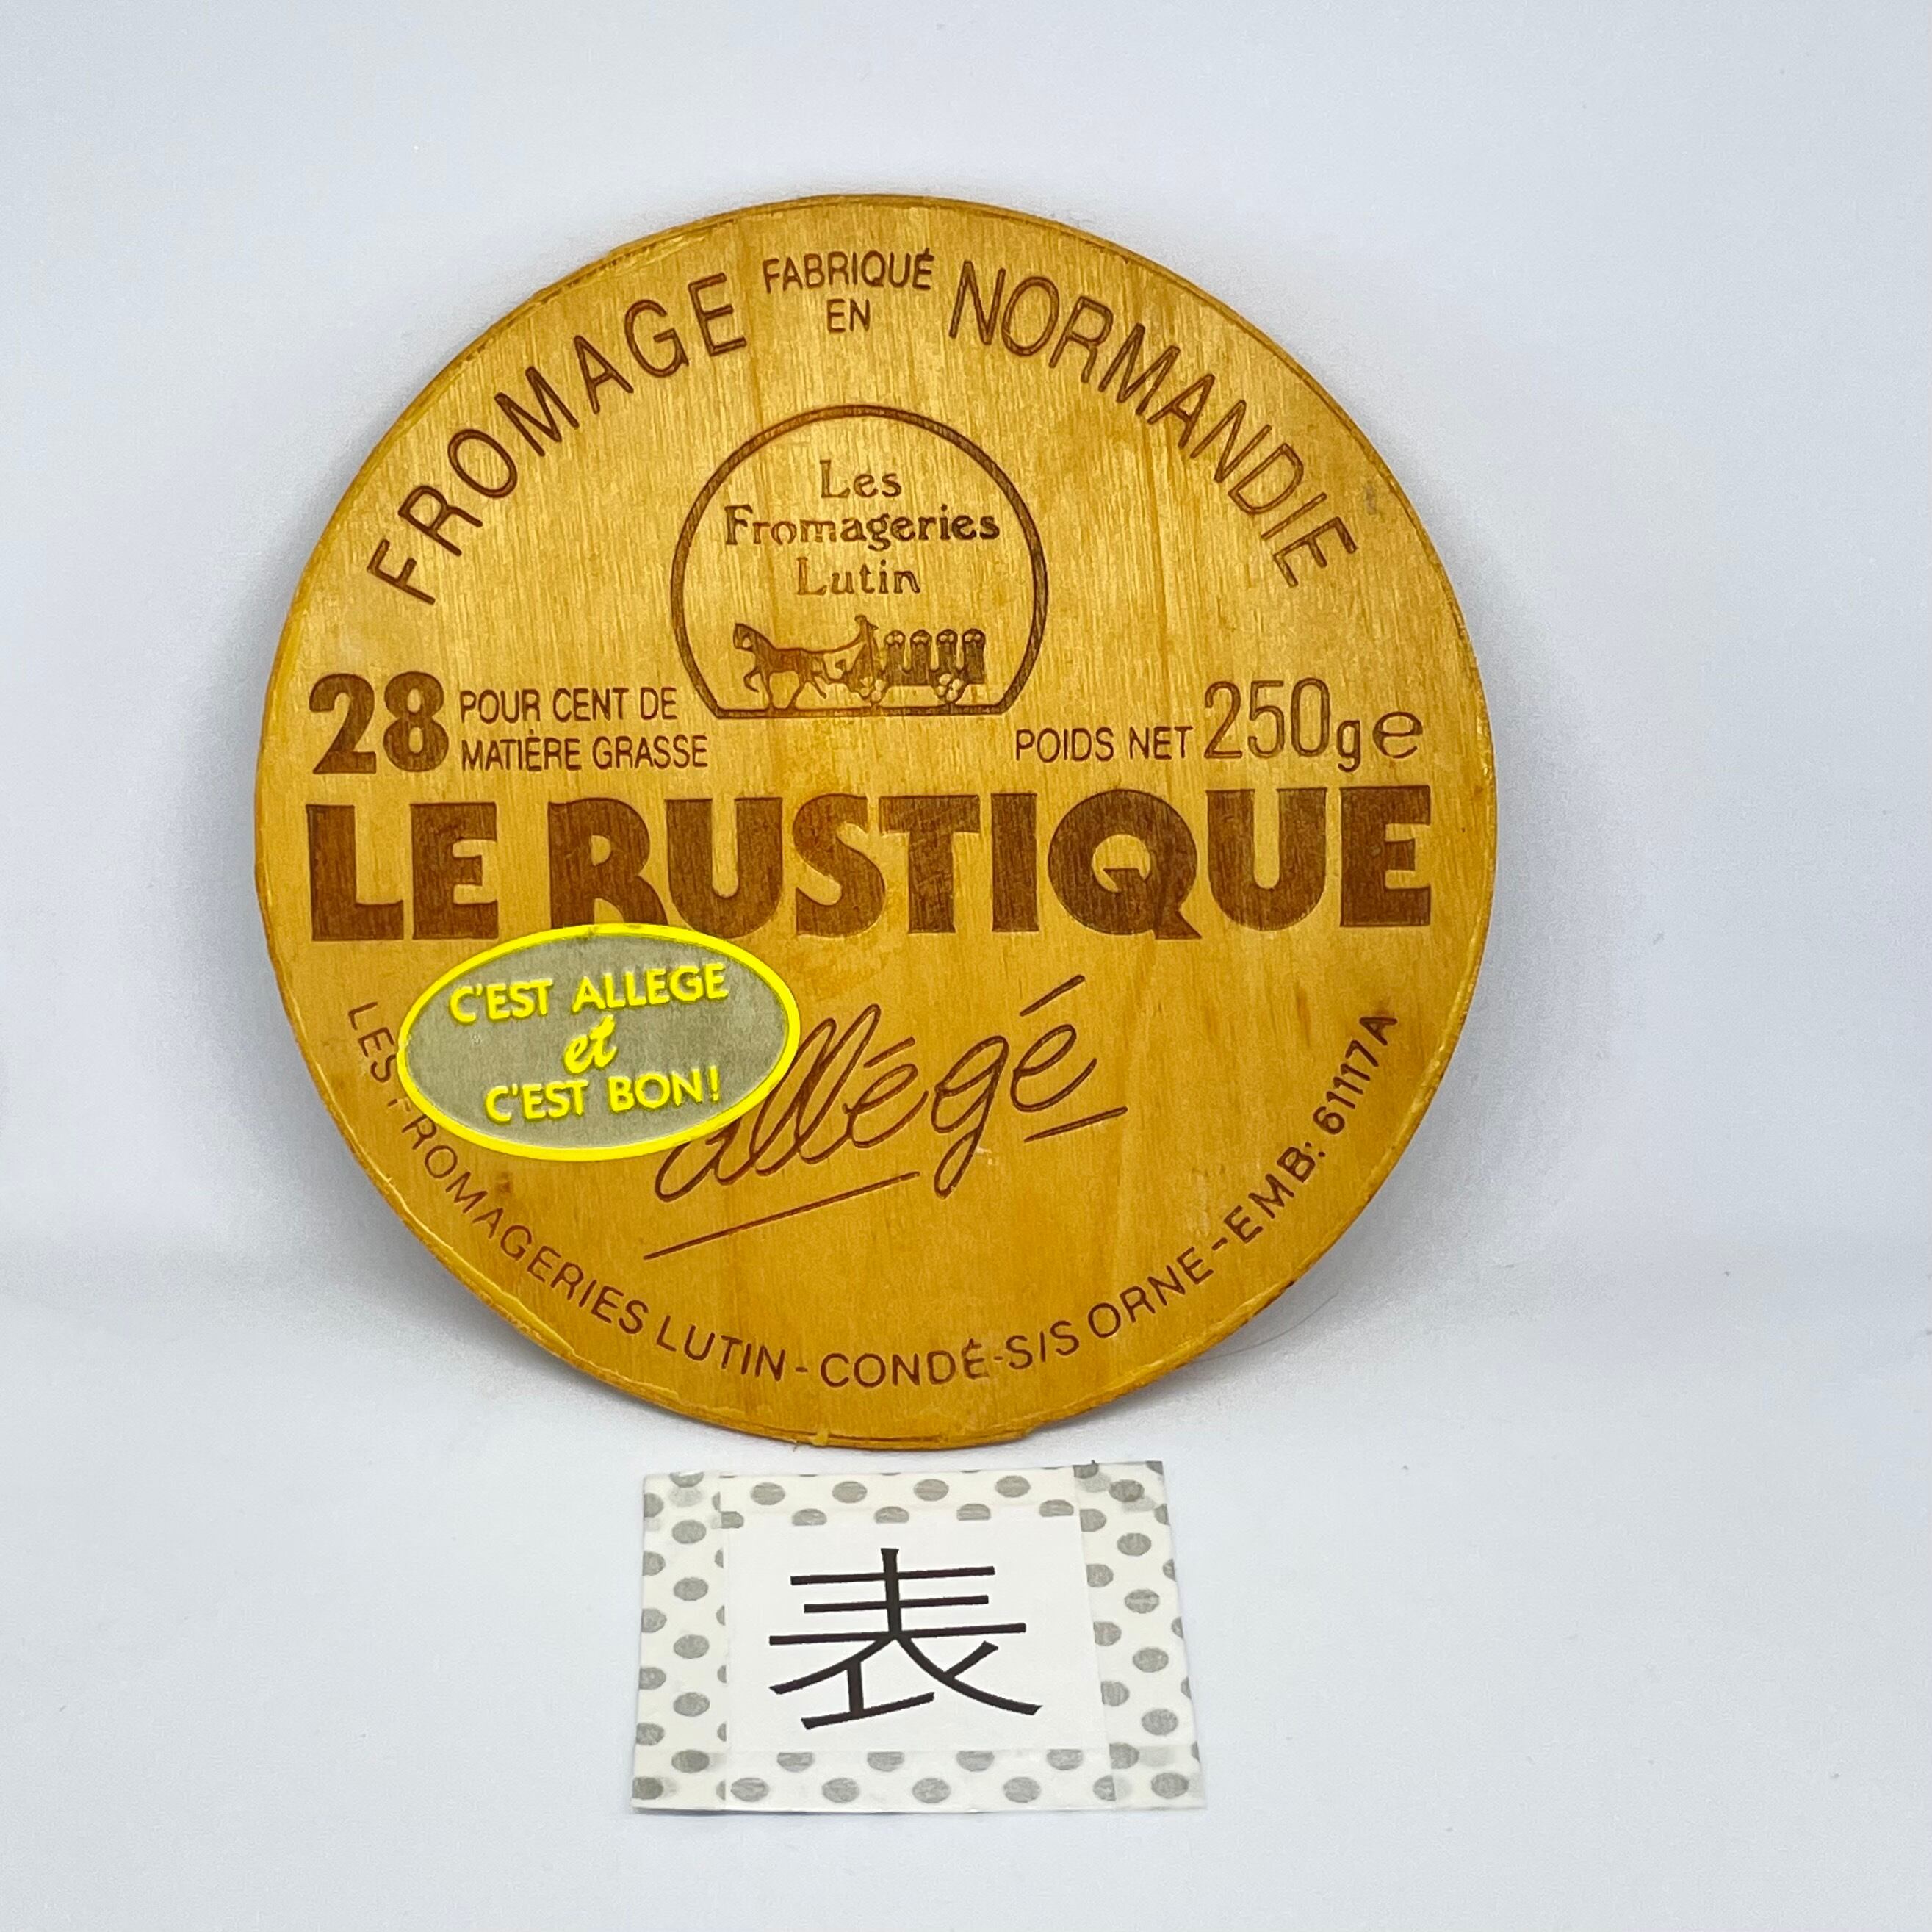 FROMAGE FABRIQUÉ EN NORMANDIE
Les
Fromageries
Lutin
28 POUR CENT DE
MATIÈRE GRASSE
POIDS NET 250g e
LE RUSTIQUE
allégé
C'EST ALLEGE
et
C'EST BON!
LES FROMAGERIES LUTIN - CONDÉ-S/S ORNE - EMB: 61117A
表